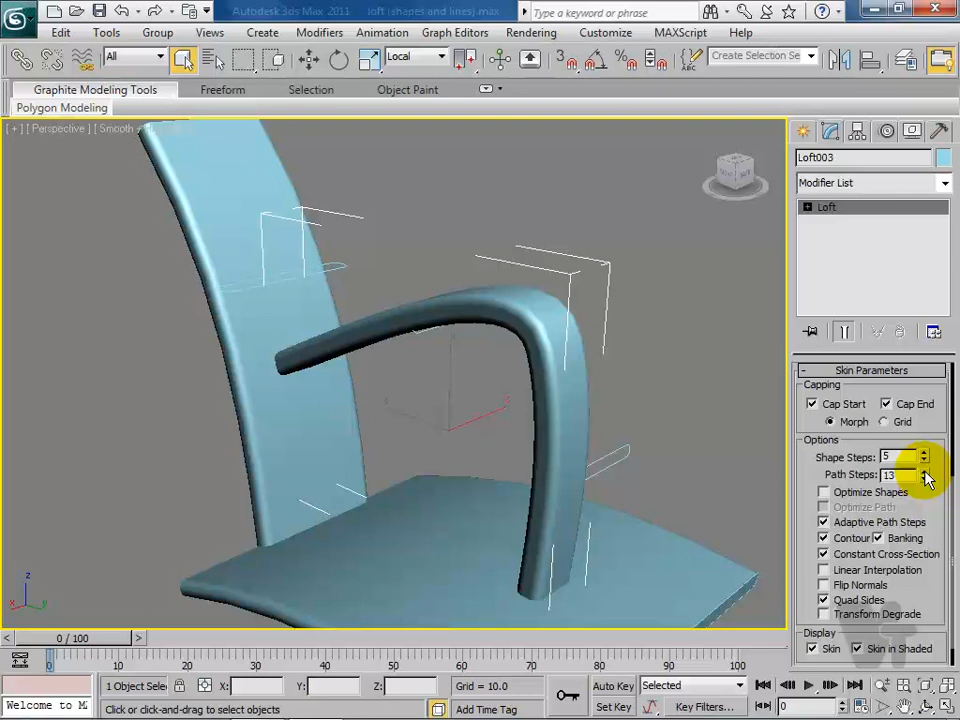 Autodesk 3ds Max 2011 loft (shapes and lines).max
Type a keyword or phrase
Edit Tools Group Views Create Modifiers Animation Graph Editors Rendering Customize MAXScript Help
All Local 3 Create Selection Se
Graphite Modeling Tools Freeform Selection Object Paint
Polygon Modeling
[ + ] [ Perspective ] [ Smooth
Loft003
Modifier List
Loft
Skin Parameters
Capping
Cap Start Cap End
Morph Grid
Options
Shape Steps: 5
Path Steps: 13
Optimize Shapes
Optimize Path
Adaptive Path Steps
Contour Banking
Constant Cross-Section
Linear Interpolation
Flip Normals
Quad Sides
Transform Degrade
Display
Skin Skin in Shaded
z
x y
0 / 100
0 10 20 30 40 50 60 70 80 90 100
1 Object Sele X: Y: Z: Grid = 10.0 Auto Key Selected
Welcome to MA Click or click-and-drag to select objects Add Time Tag Set Key Key Filters... 0